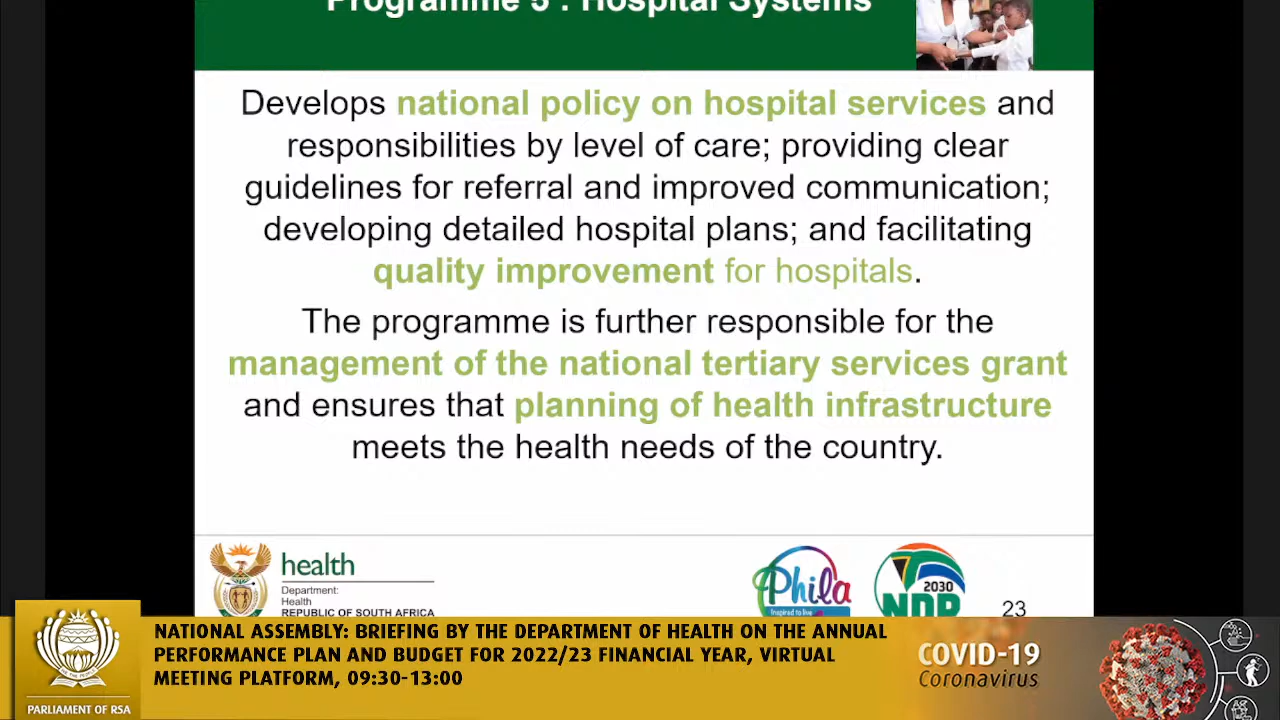 Programme 5 : Hospital Systems
Develops national policy on hospital services and
responsibilities by level of care; providing clear
guidelines for referral and improved communication;
developing detailed hospital plans; and facilitating
quality improvement for hospitals.
The programme is further responsible for the
management of the national tertiary services grant
and ensures that planning of health infrastructure
meets the health needs of the country.
health
Department:
Health
REPUBLIC OF SOUTH AFRICA
Phila
Inspired to live
2030
NDP
23
PARLIAMENT OF RSA
NATIONAL ASSEMBLY: BRIEFING BY THE DEPARTMENT OF HEALTH ON THE ANNUAL
PERFORMANCE PLAN AND BUDGET FOR 2022/23 FINANCIAL YEAR, VIRTUAL
MEETING PLATFORM, 09:30-13:00
COVID-19
Coronavirus